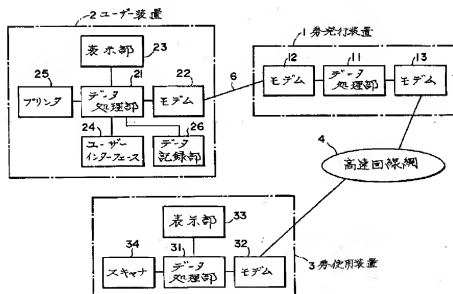 2 ユーザー装置
表示部
23
25
21
22
プリンタ
データ
処理部
モデム
24
26
ユーザー
インターフェース
データ
記録部
6
1 券発行装置
12
11
13
モデム
データ
処理部
モデム
4
高速回線網
表示部
33
34
31
32
スキャナ
データ
処理部
モデム
3 券使用装置